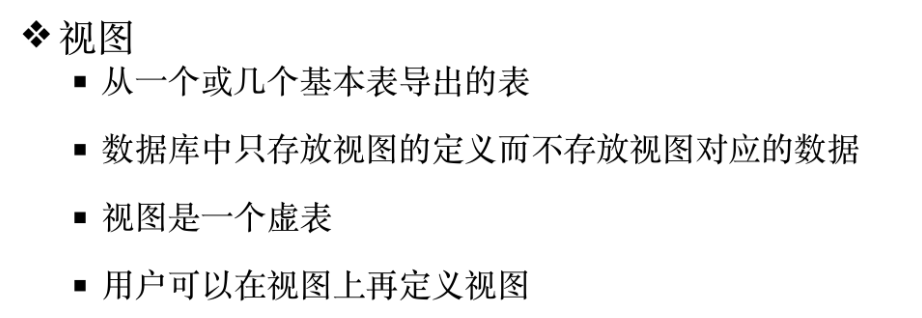 ❖ 视图
▪ 从一个或几个基本表导出的表
▪ 数据库中只存放视图的定义而不存放视图对应的数据
▪ 视图是一个虚表
▪ 用户可以在视图上再定义视图